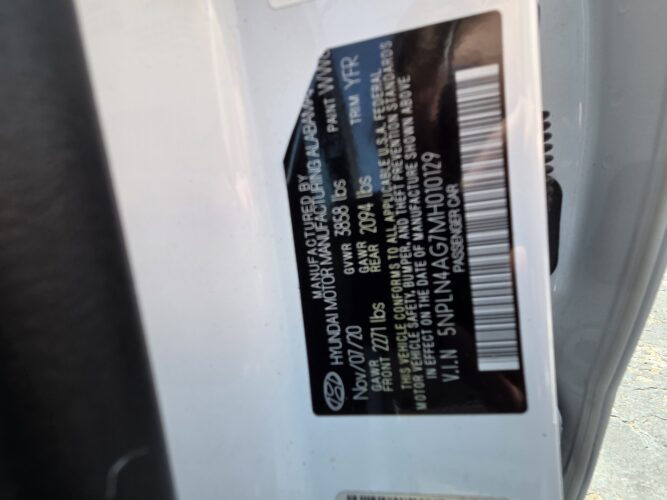 MANUFACTURED BY
HYUNDAI MOTOR MANUFACTURING ALABAMA
Nov/07/20 GVWR 3858 lbs PAINT
GAWR FRONT 2271 lbs GAWR REAR 2094 lbs TRIM YFR
THIS VEHICLE CONFORMS TO ALL APPLICABLE U.S.A. FEDERAL
MOTOR VEHICLE SAFETY, BUMPER, AND THEFT PREVENTION STANDARDS
IN EFFECT ON THE DATE OF MANUFACTURE SHOWN ABOVE
V.I.N 5NPLN4AG7MH010129
PASSENGER CAR